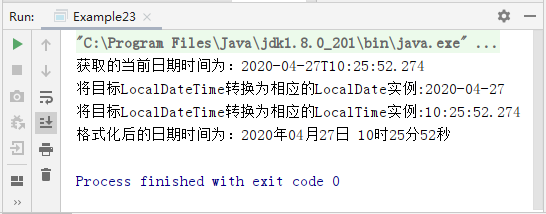 Run: Example23
"C:\Program Files\Java\jdk1.8.0_201\bin\java.exe" ...
获取的当前日期时间为：2020-04-27T10:25:52.274
将目标LocalDateTime转换为相应的LocalDate实例:2020-04-27
将目标LocalDateTime转换为相应的LocalTime实例:10:25:52.274
格式化后的日期时间为：2020年04月27日 10时25分52秒
Process finished with exit code 0